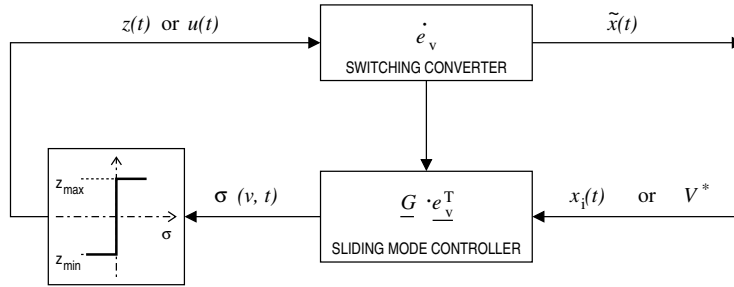 z(t) or u(t)
ė_v
x̃(t)
SWITCHING CONVERTER
z_max
σ (v, t)
G · e_v^T
x_i(t) or V*
σ
z_min
SLIDING MODE CONTROLLER